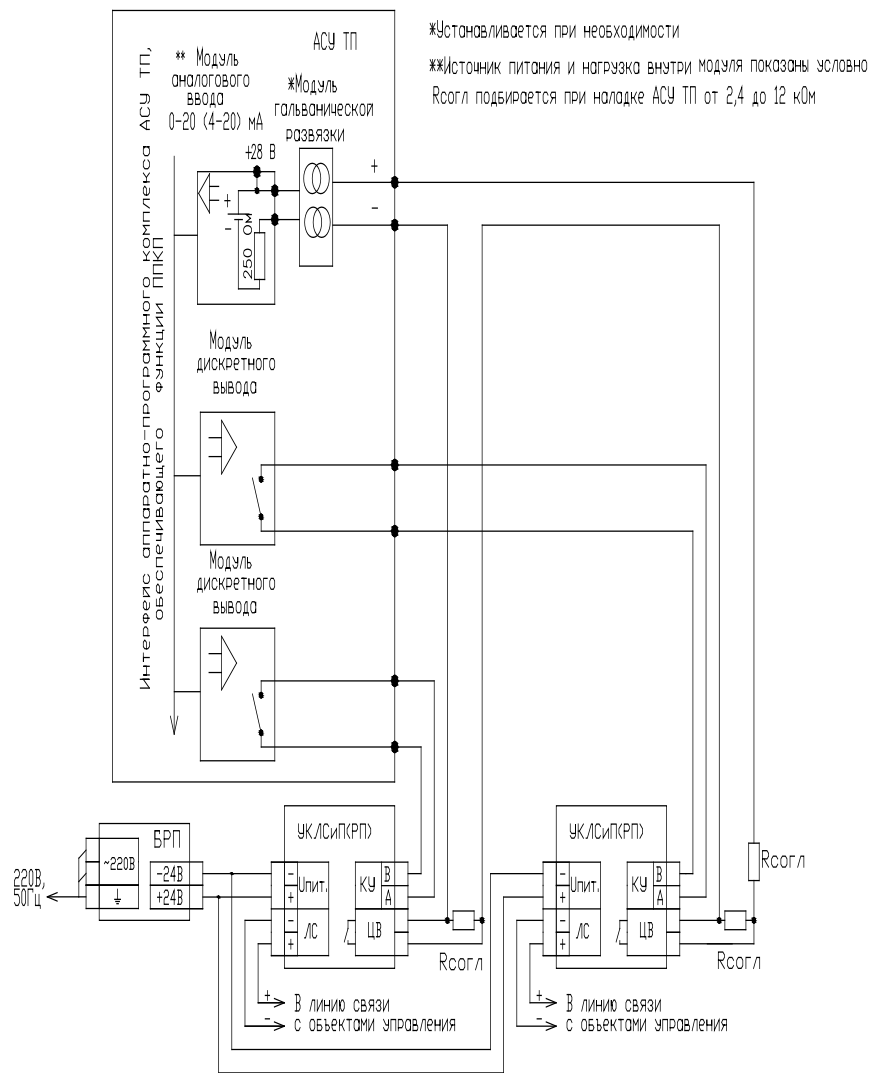 *Устанавливается при необходимости
**Источник питания и нагрузка внутри модуля показаны условно
Rсогл подбирается при наладке АСУ ТП от 2,4 до 12 кОм
АСУ ТП
Интерфейс аппаратно-программного комплекса АСУ ТП,
обеспечивающего функции ППКП
** Модуль
аналогового
ввода
0-20 (4-20) мА
*Модуль
гальванической
развязки
+28 В
+
-
250 Ом
+
-
Модуль
дискретного
вывода
Модуль
дискретного
вывода
БРП
~220В
-24В
+24В
220В,
50Гц
УКЛСиП(РП)
-
+
Uпит.
-
+
ЛС
КУ
В
А
ЦВ
Rсогл
+
В линию связи
-
с объектами управления
УКЛСиП(РП)
-
+
Uпит.
-
+
ЛС
КУ
В
А
ЦВ
Rсогл
Rсогл
+
В линию связи
-
с объектами управления